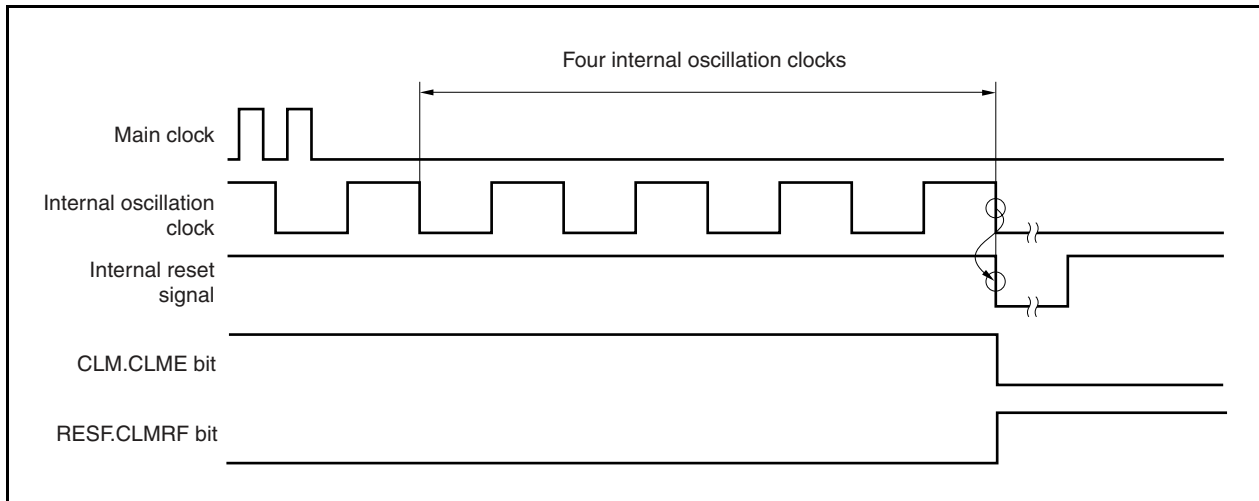 Four internal oscillation clocks
Main clock
Internal oscillation
clock
Internal reset
signal
CLM.CLME bit
RESF.CLMRF bit